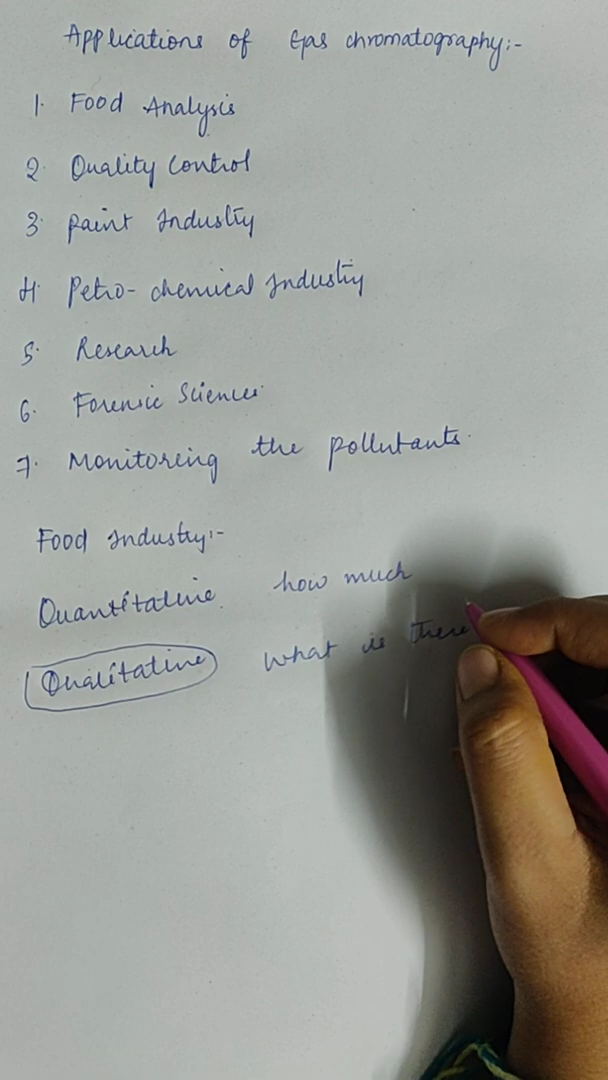 Applications of Gas chromatography:-
1. Food Analysis
2. Quality Control
3. paint Industry
4. Petro-chemical Industry
5. Research
6. Forensic Sciences
7. Monitoring the pollutants.
Food Industry:-
Quantitative how much
Qualitative what is there